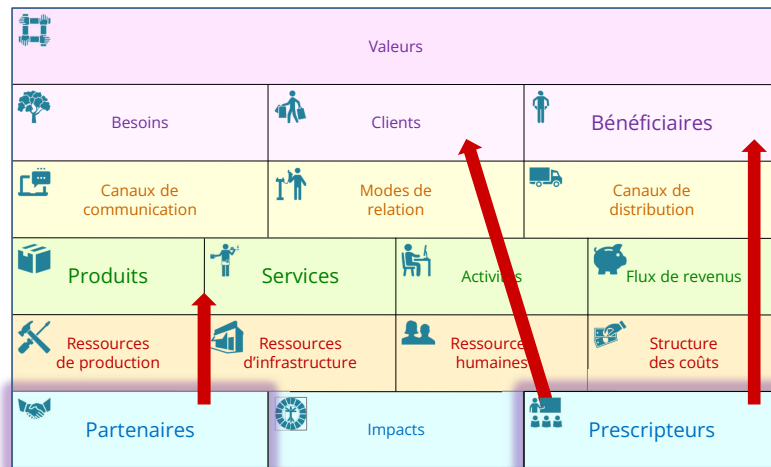 Valeurs
Besoins
Clients
Bénéficiaires
Canaux de
communication
Modes de
relation
Canaux de
distribution
Produits
Services
Activités
Flux de revenus
Ressources
de production
Ressources
d'infrastructure
Ressources
humaines
Structure
des coûts
Partenaires
Impacts
Prescripteurs